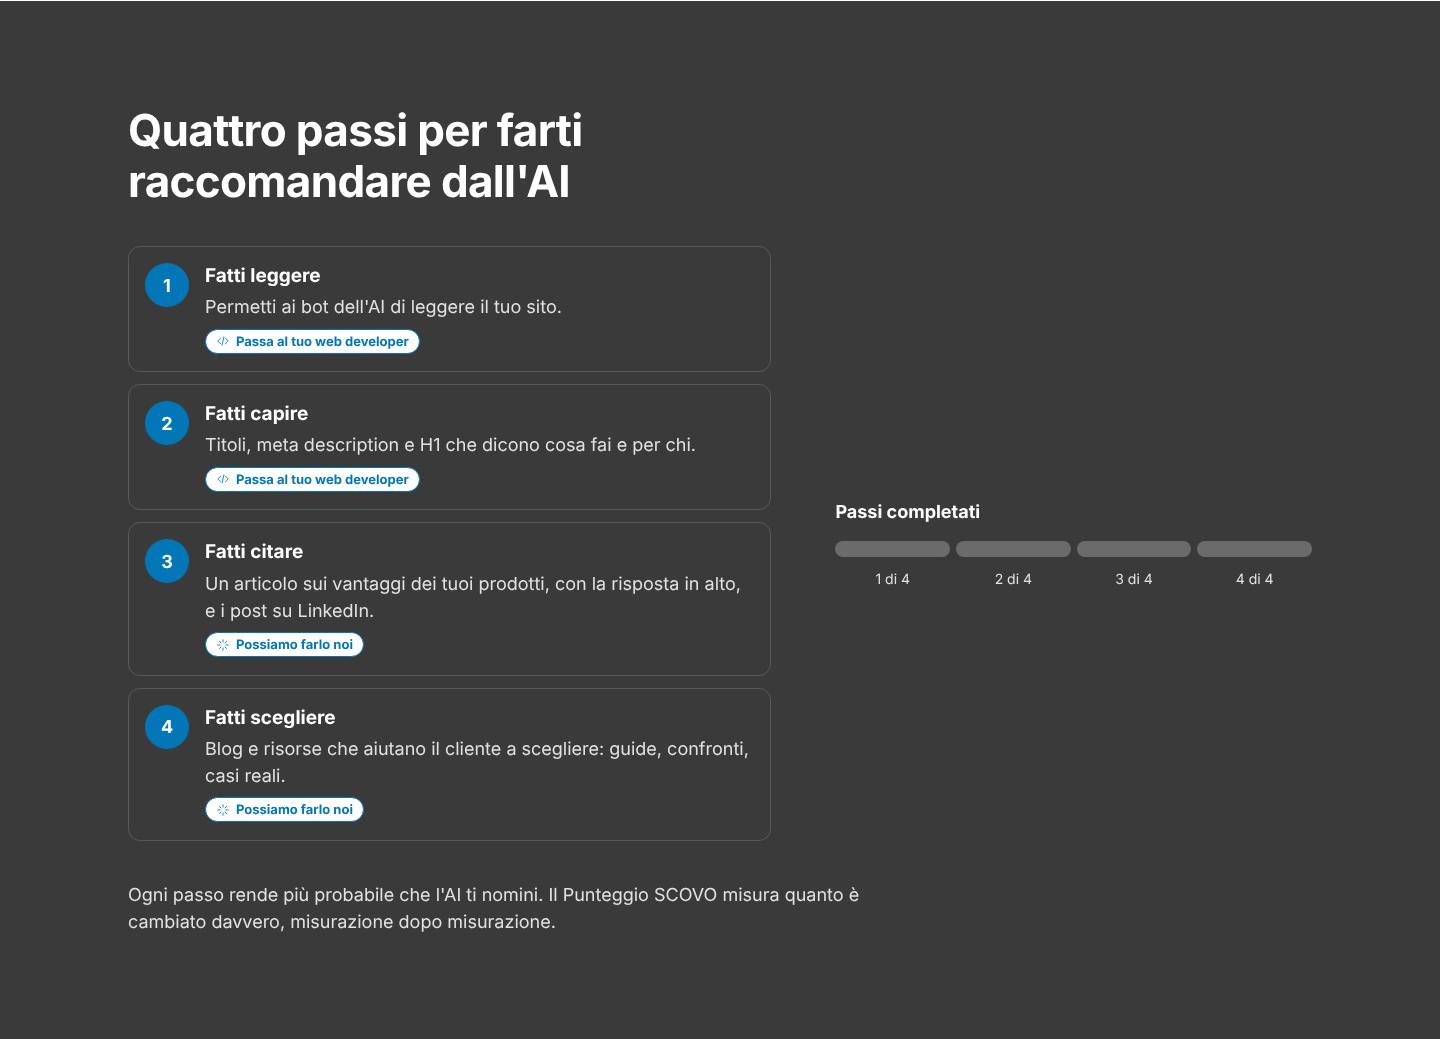 Quattro passi per farti
raccomandare dall'AI
1
Fatti leggere
Permetti ai bot dell'AI di leggere il tuo sito.
Passa al tuo web developer
2
Fatti capire
Titoli, meta description e H1 che dicono cosa fai e per chi.
Passa al tuo web developer
3
Fatti citare
Un articolo sui vantaggi dei tuoi prodotti, con la risposta in alto,
e i post su LinkedIn.
Possiamo farlo noi
4
Fatti scegliere
Blog e risorse che aiutano il cliente a scegliere: guide, confronti,
casi reali.
Possiamo farlo noi
Passi completati
1 di 4
2 di 4
3 di 4
4 di 4
Ogni passo rende più probabile che l'AI ti nomini. Il Punteggio SCOVO misura quanto è
cambiato davvero, misurazione dopo misurazione.